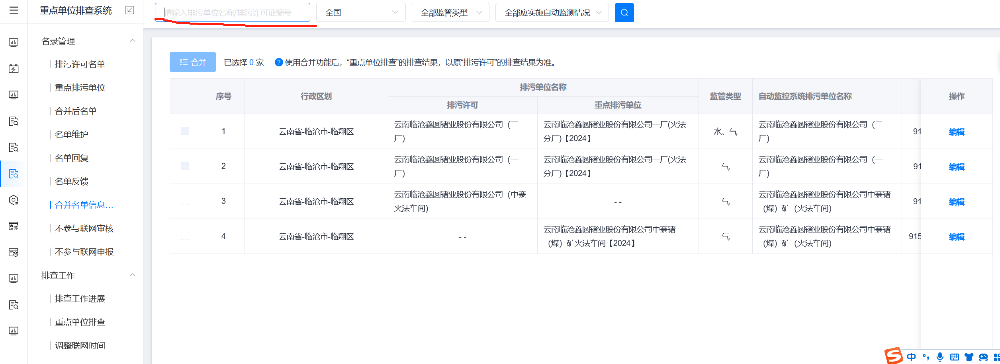 重点单位排查系统
请输入排污单位名称/排污许可证编号
全国
全部监管类型
全部应实施自动监测情况
名录管理
排污许可名单
重点排污单位
合并后名单
名单维护
名单回复
名单反馈
合并名单信息...
不参与联网审核
不参与联网申报
排查工作
排查工作进展
重点单位排查
调整联网时间
合并
已选择 0 家
? 使用合并功能后，“重点单位排查”的排查结果，以原“排污许可”的排查结果为准。
序号
行政区划
排污单位名称
排污许可
重点排污单位
监管类型
自动监控系统排污单位名称
操作
1
云南省-临沧市-临翔区
云南临沧鑫圆锗业股份有限公司（二
厂)
云南临沧鑫圆锗业股份有限公司一厂(火法
分厂)【2024】
水、气
云南临沧鑫圆锗业股份有限公司（二
厂)
91
编辑
2
云南省-临沧市-临翔区
云南临沧鑫圆锗业股份有限公司（一
厂)
云南临沧鑫圆锗业股份有限公司一厂(火法
分厂)【2024】
气
云南临沧鑫圆锗业股份有限公司（一
厂)
91
编辑
3
云南省-临沧市-临翔区
云南临沧鑫圆锗业股份有限公司（中寨
火法车间)
- -
气
云南临沧鑫圆锗业股份有限公司中寨锗
（煤）矿（火法车间)
91
编辑
4
云南省-临沧市-临翔区
- -
云南临沧鑫圆锗业股份有限公司中寨锗
（煤）矿火法车间【2024】
气
云南临沧鑫圆锗业股份有限公司中寨锗
（煤）矿（火法车间)
915
编辑
S 中